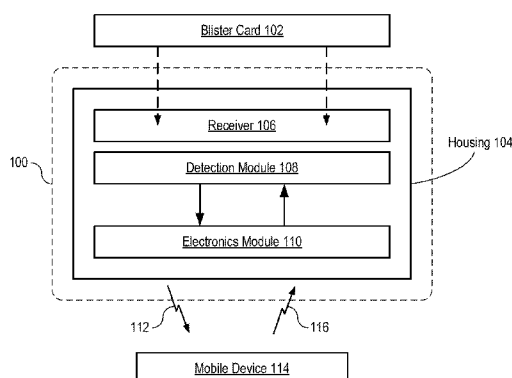 Blister Card 102
Receiver 106
Housing 104
100
Detection Module 108
Electronics Module 110
112
116
Mobile Device 114